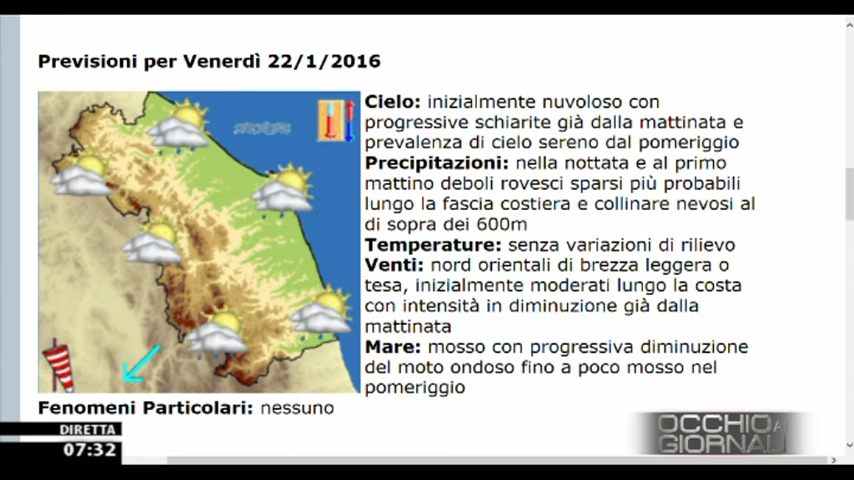 Previsioni per Venerdì 22/1/2016
Cielo: inizialmente nuvoloso con
progressive schiarite già dalla mattinata e
prevalenza di cielo sereno dal pomeriggio
Precipitazioni: nella nottata e al primo
mattino deboli rovesci sparsi più probabili
lungo la fascia costiera e collinare nevosi al
di sopra dei 600m
Temperature: senza variazioni di rilievo
Venti: nord orientali di brezza leggera o
tesa, inizialmente moderati lungo la costa
con intensità in diminuzione già dalla
mattinata
Mare: mosso con progressiva diminuzione
del moto ondoso fino a poco mosso nel
pomeriggio
Fenomeni Particolari: nessuno
DIRETTA
07:32
OCCHIO AI
GIORNALI